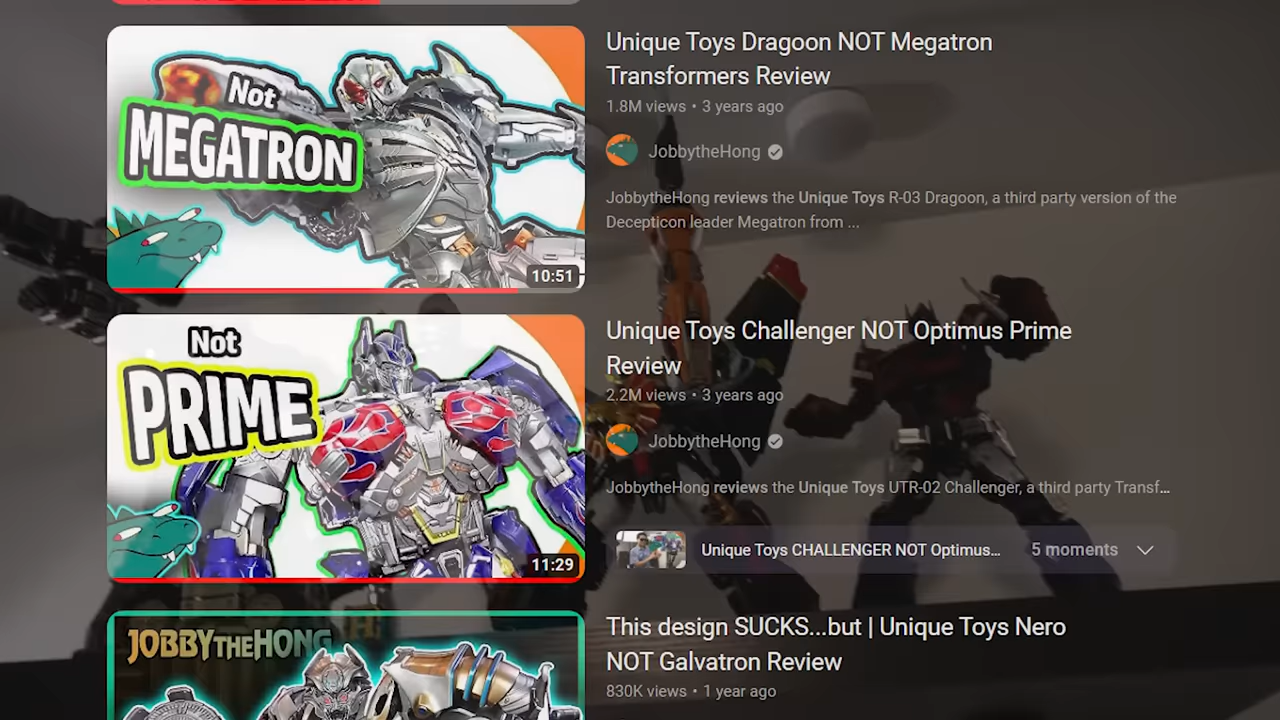 Not
MEGATRON
10:51
Unique Toys Dragoon NOT Megatron
Transformers Review
1.8M views • 3 years ago
JobbytheHong
JobbytheHong reviews the Unique Toys R-03 Dragoon, a third party version of the
Decepticon leader Megatron from ...
Not
PRIME
11:29
Unique Toys Challenger NOT Optimus Prime
Review
2.2M views • 3 years ago
JobbytheHong
JobbytheHong reviews the Unique Toys UTR-02 Challenger, a third party Transf...
Unique Toys CHALLENGER NOT Optimus... 5 moments
JOBBYTHEHONG
This design SUCKS...but | Unique Toys Nero
NOT Galvatron Review
830K views • 1 year ago